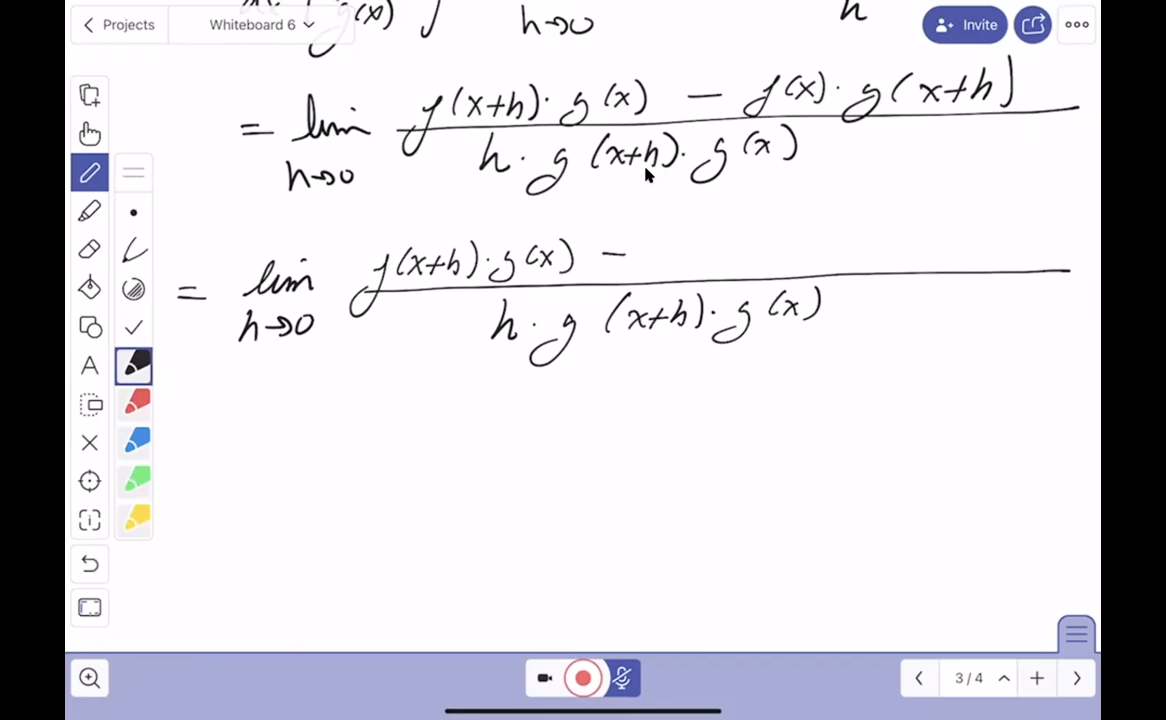 Projects Whiteboard 6 Invite
g(x) h→0 h
= lim f(x+h)·g(x) − f(x)·g(x+h)
h→0 h·g(x+h)·g(x)
= lim f(x+h)·g(x) −
h→0 h·g(x+h)·g(x)
A
3/4